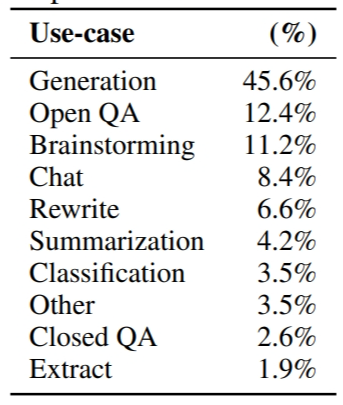 Use-case (%)
Generation 45.6%
Open QA 12.4%
Brainstorming 11.2%
Chat 8.4%
Rewrite 6.6%
Summarization 4.2%
Classification 3.5%
Other 3.5%
Closed QA 2.6%
Extract 1.9%